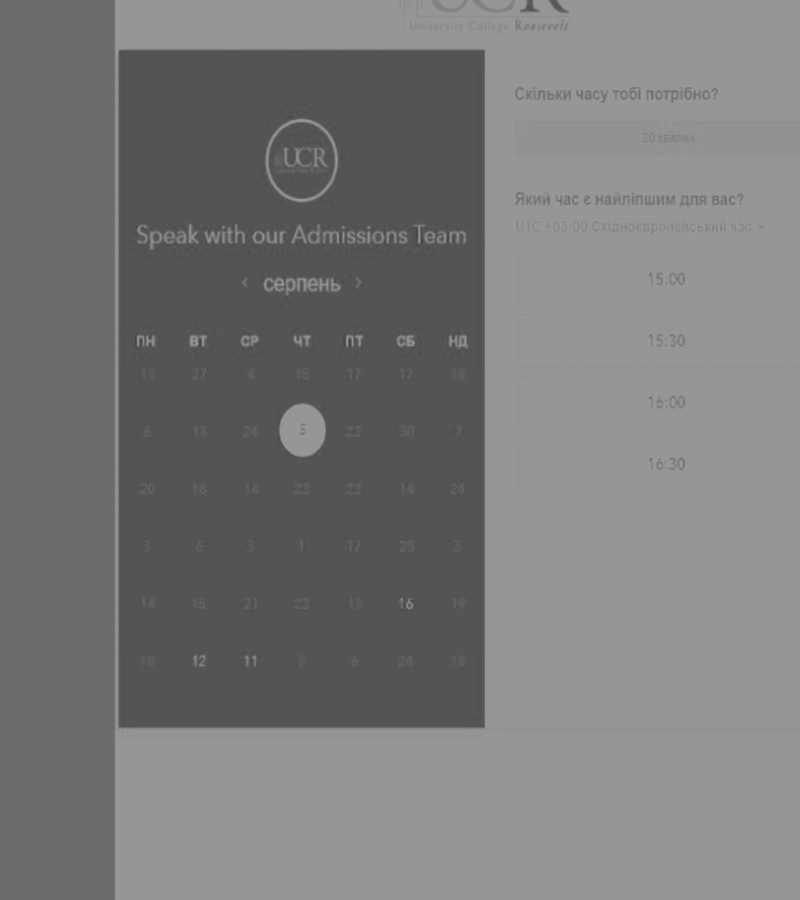 UCR
University College Roosevelt
UCR
Speak with our Admissions Team
< серпень >
ПН ВТ СР ЧТ ПТ СБ НД
13 27 4 15 17 17 18
6 13 24 5 22 30 7
20 18 14 23 23 14 24
3 6 3 1 17 28 3
14 15 21 22 13 16 19
18 12 11 2 6 24 18
Скільки часу тобі потрібно?
30 хвилин
Який час є найліпшим для вас?
UTC +03:00 Східноєвропейський час
15:00
15:30
16:00
16:30